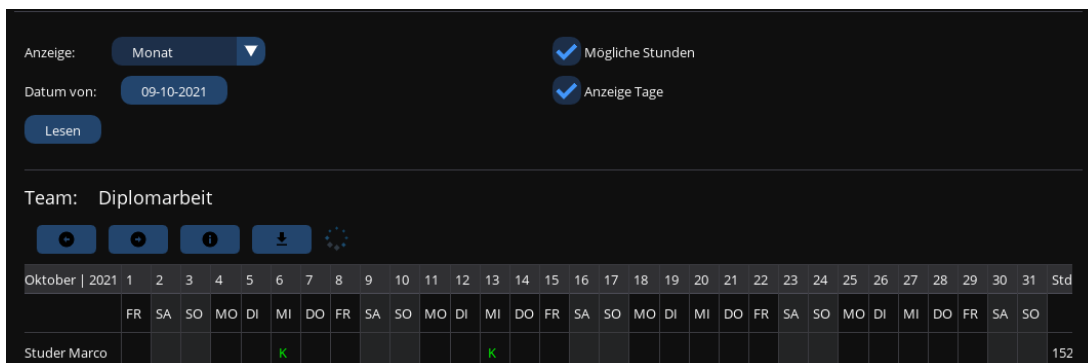 Anzeige: Monat Mögliche Stunden
Datum von: 09-10-2021 Anzeige Tage
Lesen
Team: Diplomarbeit
Oktober | 2021 1 2 3 4 5 6 7 8 9 10 11 12 13 14 15 16 17 18 19 20 21 22 23 24 25 26 27 28 29 30 31 Std
FR SA SO MO DI MI DO FR SA SO MO DI MI DO FR SA SO MO DI MI DO FR SA SO MO DI MI DO FR SA SO
Studer Marco K K 152